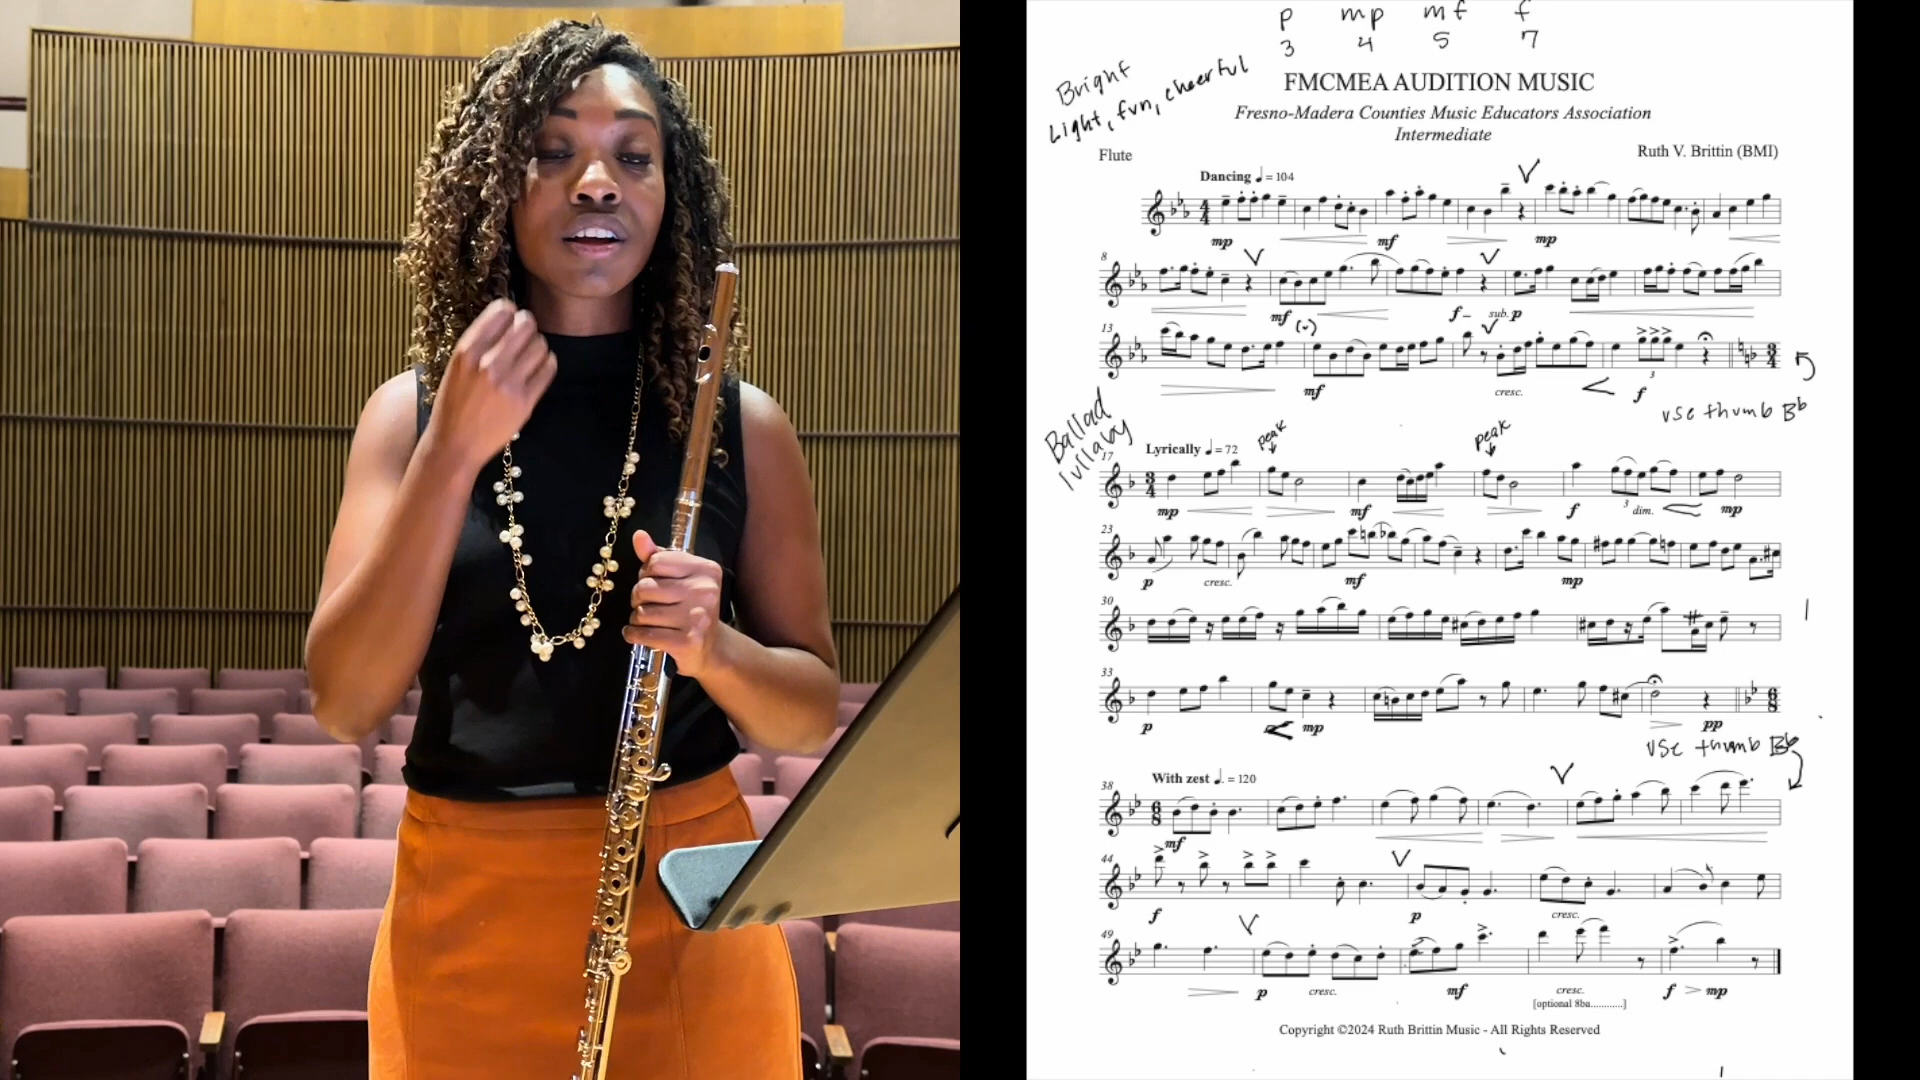 p mp mf f
3 4 5 7
Bright
Light, fun, cheerful
FMCMEA AUDITION MUSIC
Fresno-Madera Counties Music Educators Association
Intermediate
Flute
Ruth V. Brittin (BMI)
Dancing ♩ = 104
mp mf mp
8
mf f sub. p
13
mf cresc. 3 f
use thumb Bb
Ballad
lullaby
peak peak
17
Lyrically ♩ = 72
mp mf f 3 dim. mp
23
p cresc. mf mp
30
33
p mp pp
use thumb Bb
With zest ♩. = 120
38
mf
44
f p cresc.
49
p cresc. mf cresc. f mp
[optional 8ba............]
Copyright ©2024 Ruth Brittin Music - All Rights Reserved